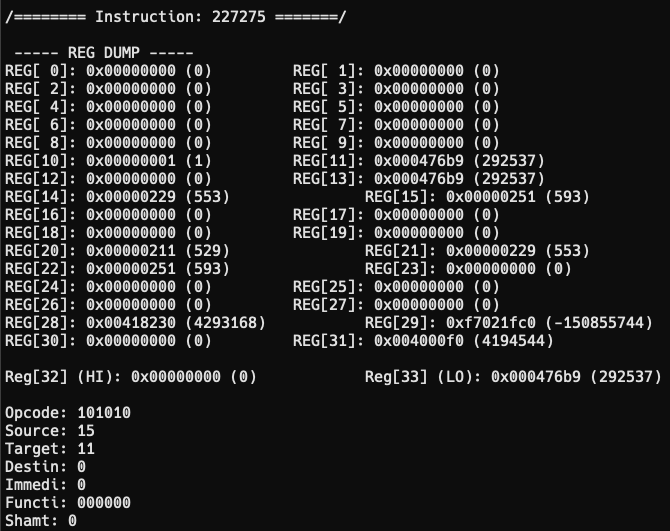 /======== Instruction: 227275 =======/
----- REG DUMP -----
REG[ 0]: 0x00000000 (0) REG[ 1]: 0x00000000 (0)
REG[ 2]: 0x00000000 (0) REG[ 3]: 0x00000000 (0)
REG[ 4]: 0x00000000 (0) REG[ 5]: 0x00000000 (0)
REG[ 6]: 0x00000000 (0) REG[ 7]: 0x00000000 (0)
REG[ 8]: 0x00000000 (0) REG[ 9]: 0x00000000 (0)
REG[10]: 0x00000001 (1) REG[11]: 0x000476b9 (292537)
REG[12]: 0x00000000 (0) REG[13]: 0x000476b9 (292537)
REG[14]: 0x00000229 (553) REG[15]: 0x00000251 (593)
REG[16]: 0x00000000 (0) REG[17]: 0x00000000 (0)
REG[18]: 0x00000000 (0) REG[19]: 0x00000000 (0)
REG[20]: 0x00000211 (529) REG[21]: 0x00000229 (553)
REG[22]: 0x00000251 (593) REG[23]: 0x00000000 (0)
REG[24]: 0x00000000 (0) REG[25]: 0x00000000 (0)
REG[26]: 0x00000000 (0) REG[27]: 0x00000000 (0)
REG[28]: 0x00418230 (4293168) REG[29]: 0xf7021fc0 (-150855744)
REG[30]: 0x00000000 (0) REG[31]: 0x004000f0 (4194544)
Reg[32] (HI): 0x00000000 (0) Reg[33] (LO): 0x000476b9 (292537)
Opcode: 101010
Source: 15
Target: 11
Destin: 0
Immedi: 0
Functi: 000000
Shamt: 0